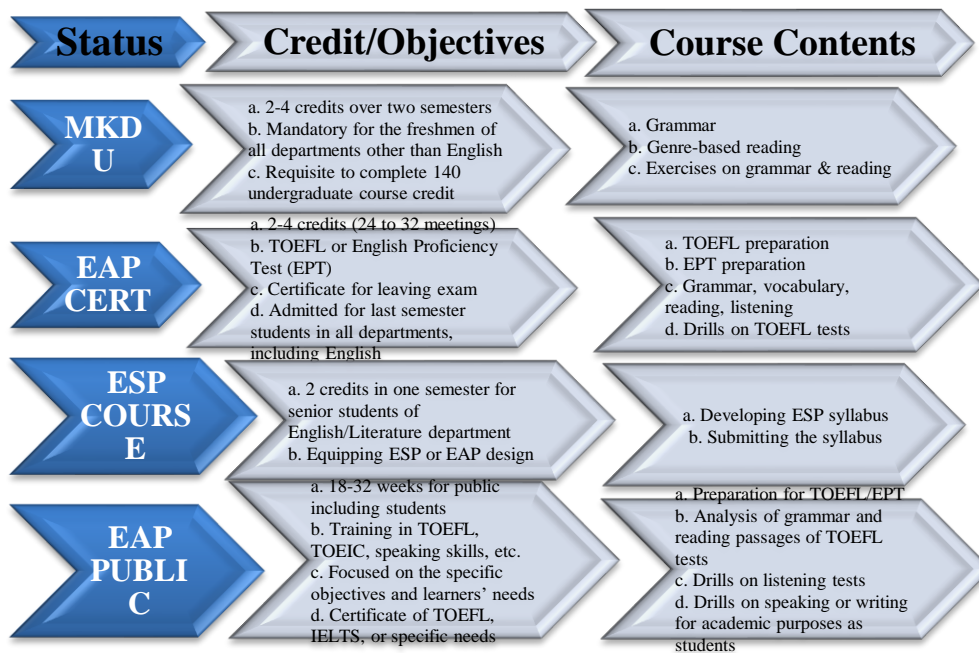 Status
Credit/Objectives
Course Contents
MKD
U
a. 2-4 credits over two semesters
b. Mandatory for the freshmen of
all departments other than English
c. Requisite to complete 140
undergraduate course credit
a. Grammar
b. Genre-based reading
c. Exercises on grammar & reading
EAP
CERT
a. 2-4 credits (24 to 32 meetings)
b. TOEFL or English Proficiency
Test (EPT)
c. Certificate for leaving exam
d. Admitted for last semester
students in all departments,
including English
a. TOEFL preparation
b. EPT preparation
c. Grammar, vocabulary,
reading, listening
d. Drills on TOEFL tests
ESP
COURS
E
a. 2 credits in one semester for
senior students of
English/Literature department
b. Equipping ESP or EAP design
a. Developing ESP syllabus
b. Submitting the syllabus
EAP
PUBLI
C
a. 18-32 weeks for public
including students
b. Training in TOEFL,
TOEIC, speaking skills, etc.
c. Focused on the specific
objectives and learners' needs
d. Certificate of TOEFL,
IELTS, or specific needs
a. Preparation for TOEFL/EPT
b. Analysis of grammar and
reading passages of TOEFL
tests
c. Drills on listening tests
d. Drills on speaking or writing
for academic purposes as
students